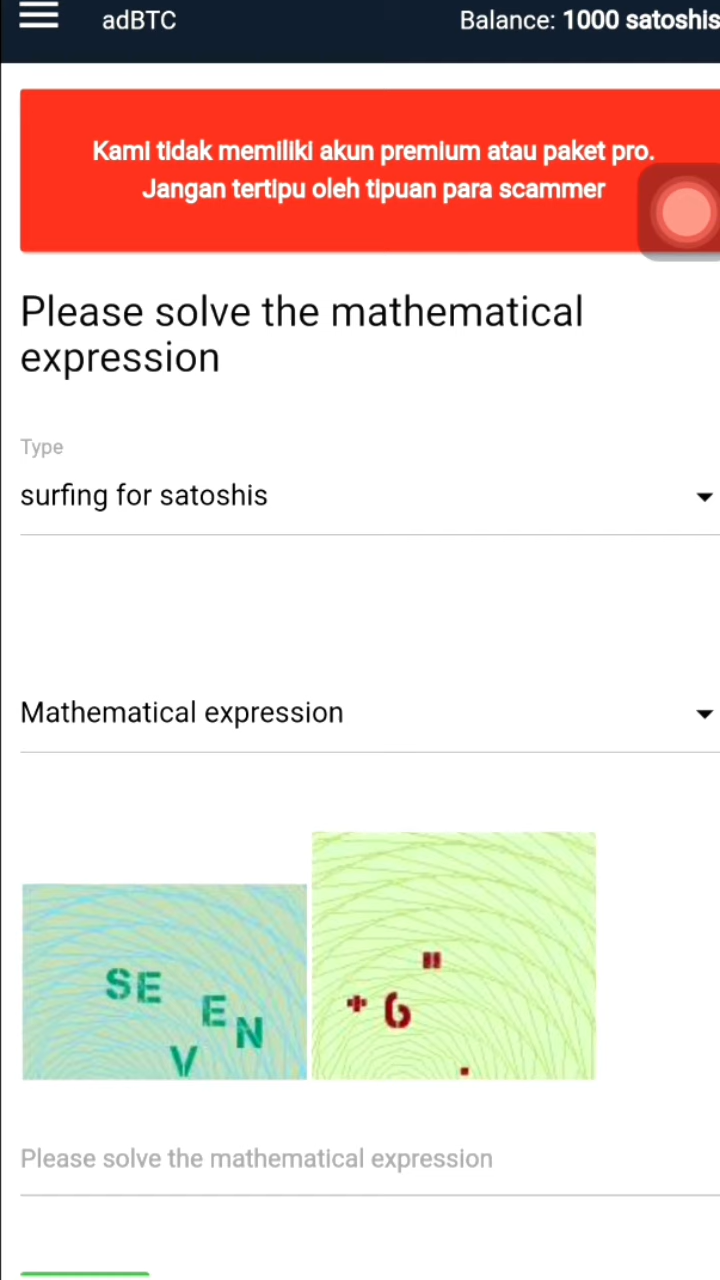 adBTC
Balance: 1000 satoshis
Kami tidak memiliki akun premium atau paket pro.
Jangan tertipu oleh tipuan para scammer
Please solve the mathematical
expression
Type
surfing for satoshis
Mathematical expression
SE
V
E
N
+ 6
Please solve the mathematical expression